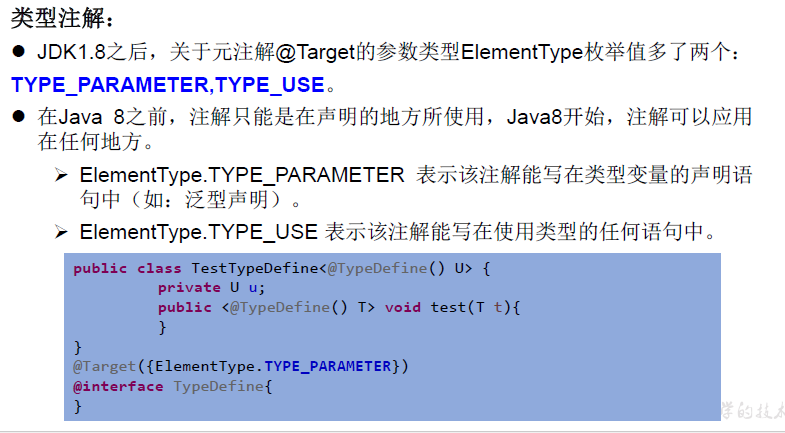 类型注解：
● JDK1.8之后，关于元注解@Target的参数类型ElementType枚举值多了两个：
TYPE_PARAMETER,TYPE_USE。
● 在Java 8之前，注解只能是在声明的地方所使用，Java8开始，注解可以应用
在任何地方。
➢ ElementType.TYPE_PARAMETER 表示该注解能写在类型变量的声明语
句中（如：泛型声明）。
➢ ElementType.TYPE_USE 表示该注解能写在使用类型的任何语句中。
public class TestTypeDefine<@TypeDefine() U> {
private U u;
public <@TypeDefine() T> void test(T t){
}
}
@Target({ElementType.TYPE_PARAMETER})
@interface TypeDefine{
}
学的技术